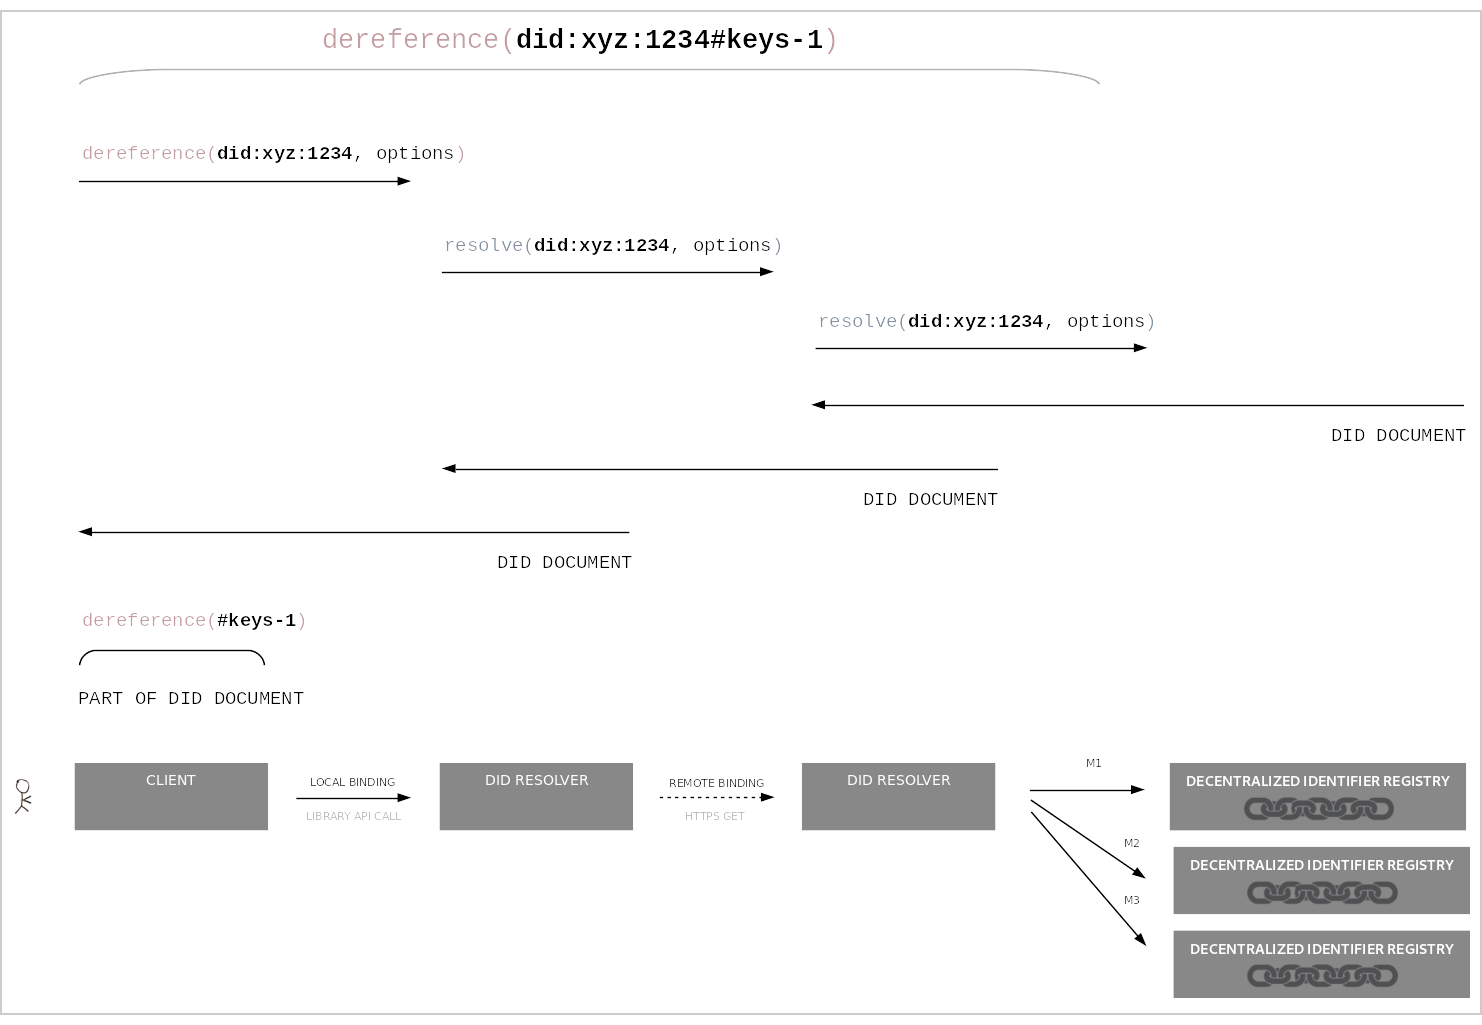 dereference(did:xyz:1234#keys-1)
dereference(did:xyz:1234, options)
resolve(did:xyz:1234, options)
resolve(did:xyz:1234, options)
DID DOCUMENT
DID DOCUMENT
DID DOCUMENT
dereference(#keys-1)
PART OF DID DOCUMENT
CLIENT
LOCAL BINDING
LIBRARY API CALL
DID RESOLVER
REMOTE BINDING
HTTPS GET
DID RESOLVER
M1
M2
M3
DECENTRALIZED IDENTIFIER REGISTRY
DECENTRALIZED IDENTIFIER REGISTRY
DECENTRALIZED IDENTIFIER REGISTRY